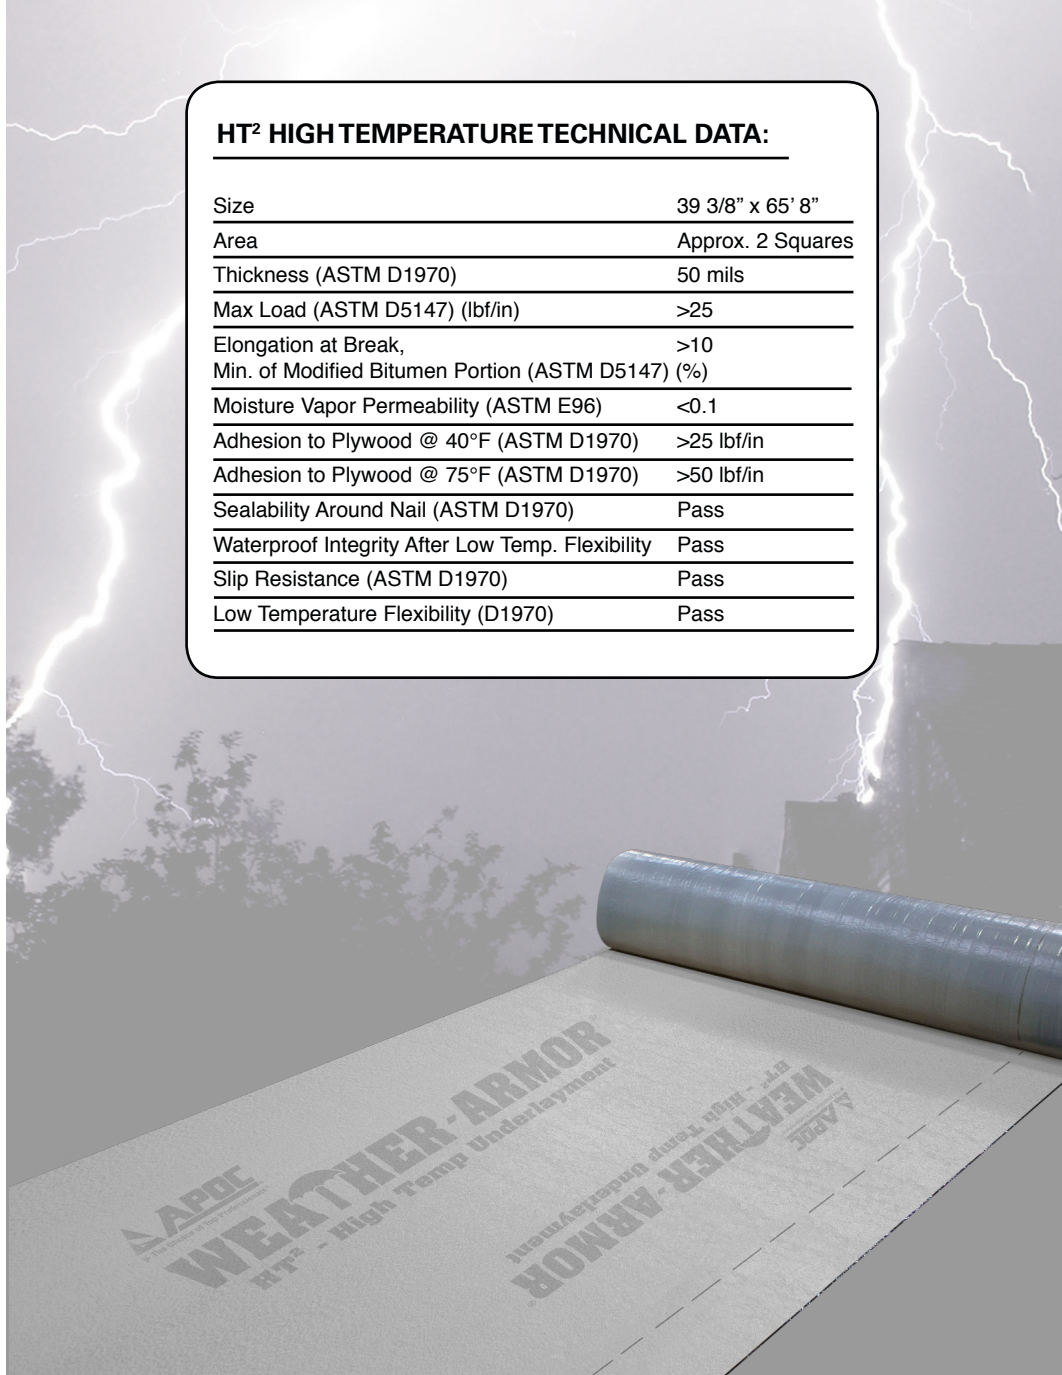 HT² HIGH TEMPERATURE TECHNICAL DATA:
Size 39 3/8” x 65’ 8”
Area Approx. 2 Squares
Thickness (ASTM D1970) 50 mils
Max Load (ASTM D5147) (lbf/in) >25
Elongation at Break, >10
Min. of Modified Bitumen Portion (ASTM D5147) (%)
Moisture Vapor Permeability (ASTM E96) <0.1
Adhesion to Plywood @ 40°F (ASTM D1970) >25 lbf/in
Adhesion to Plywood @ 75°F (ASTM D1970) >50 lbf/in
Sealability Around Nail (ASTM D1970) Pass
Waterproof Integrity After Low Temp. Flexibility Pass
Slip Resistance (ASTM D1970) Pass
Low Temperature Flexibility (D1970) Pass
APOC
WEATHER-ARMOR®
HT² - High Temp Underlayment
APOC
WEATHER-ARMOR®
HT² - High Temp Underlayment